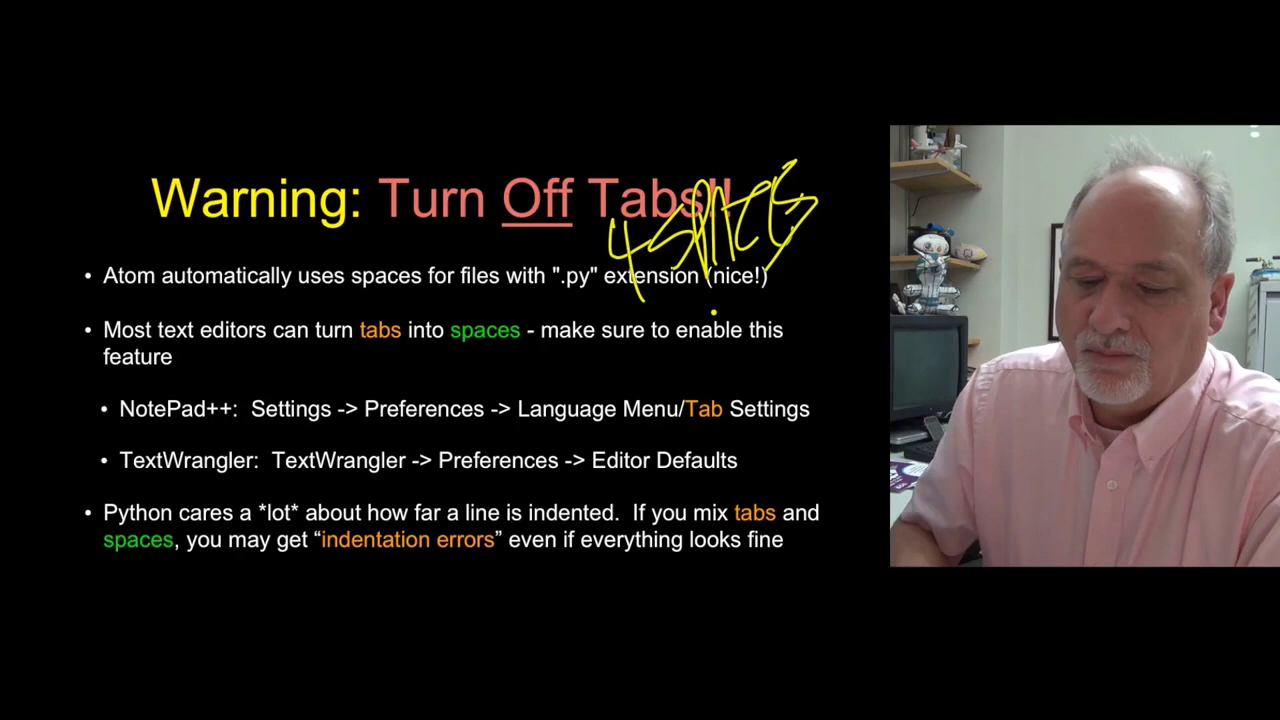 Warning: Turn Off Tabs!!
4 spaces
• Atom automatically uses spaces for files with ".py" extension (nice!)
• Most text editors can turn tabs into spaces - make sure to enable this
feature
• NotePad++: Settings -> Preferences -> Language Menu/Tab Settings
• TextWrangler: TextWrangler -> Preferences -> Editor Defaults
• Python cares a *lot* about how far a line is indented. If you mix tabs and
spaces, you may get “indentation errors” even if everything looks fine